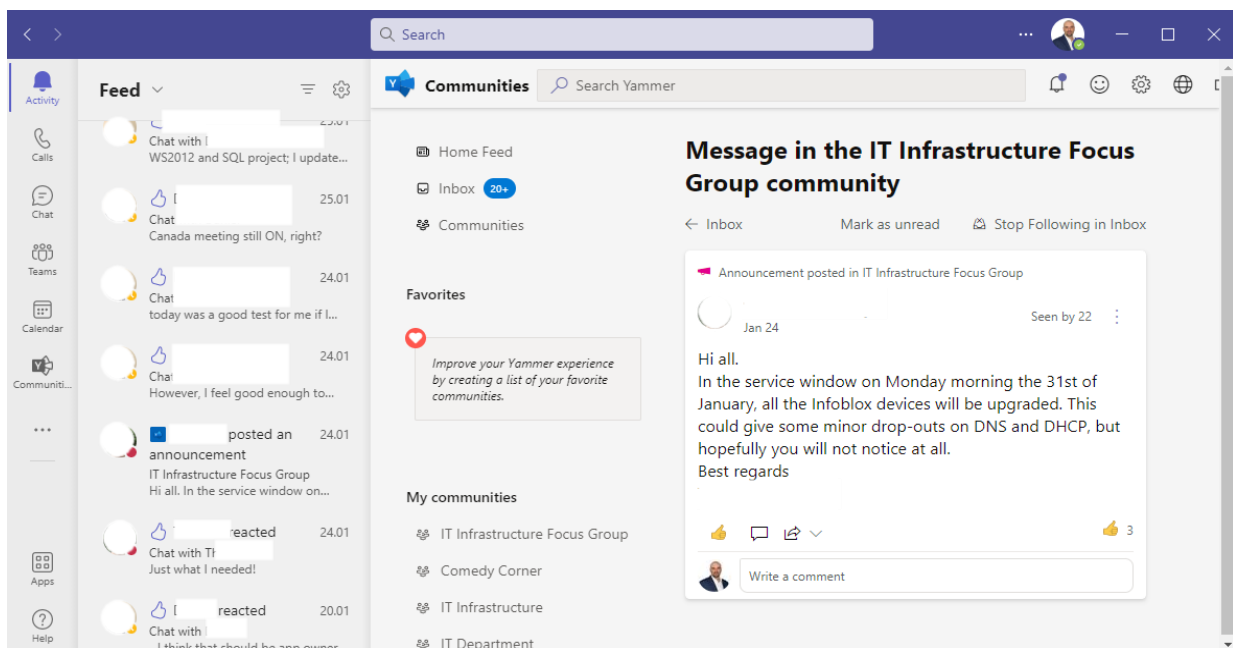 Search
...
Activity
Calls
Chat
Teams
Calendar
Communiti...
...
Apps
Help
Feed
25.01
Chat with
WS2012 and SQL project; I update...
25.01
Chat
Canada meeting still ON, right?
24.01
Chat
today was a good test for me if I...
24.01
Cha
However, I feel good enough to...
posted an 24.01
announcement
IT Infrastructure Focus Group
Hi all. In the service window on...
reacted 24.01
Chat with
Just what I needed!
reacted 20.01
Chat with
I think that should be app owner
Communities
Search Yammer
Home Feed
Inbox 20+
Communities
Favorites
Improve your Yammer experience
by creating a list of your favorite
communities.
My communities
IT Infrastructure Focus Group
Comedy Corner
IT Infrastructure
IT Department
Message in the IT Infrastructure Focus
Group community
← Inbox Mark as unread Stop Following in Inbox
Announcement posted in IT Infrastructure Focus Group
Jan 24 Seen by 22
Hi all.
In the service window on Monday morning the 31st of
January, all the Infoblox devices will be upgraded. This
could give some minor drop-outs on DNS and DHCP, but
hopefully you will not notice at all.
Best regards
3
Write a comment